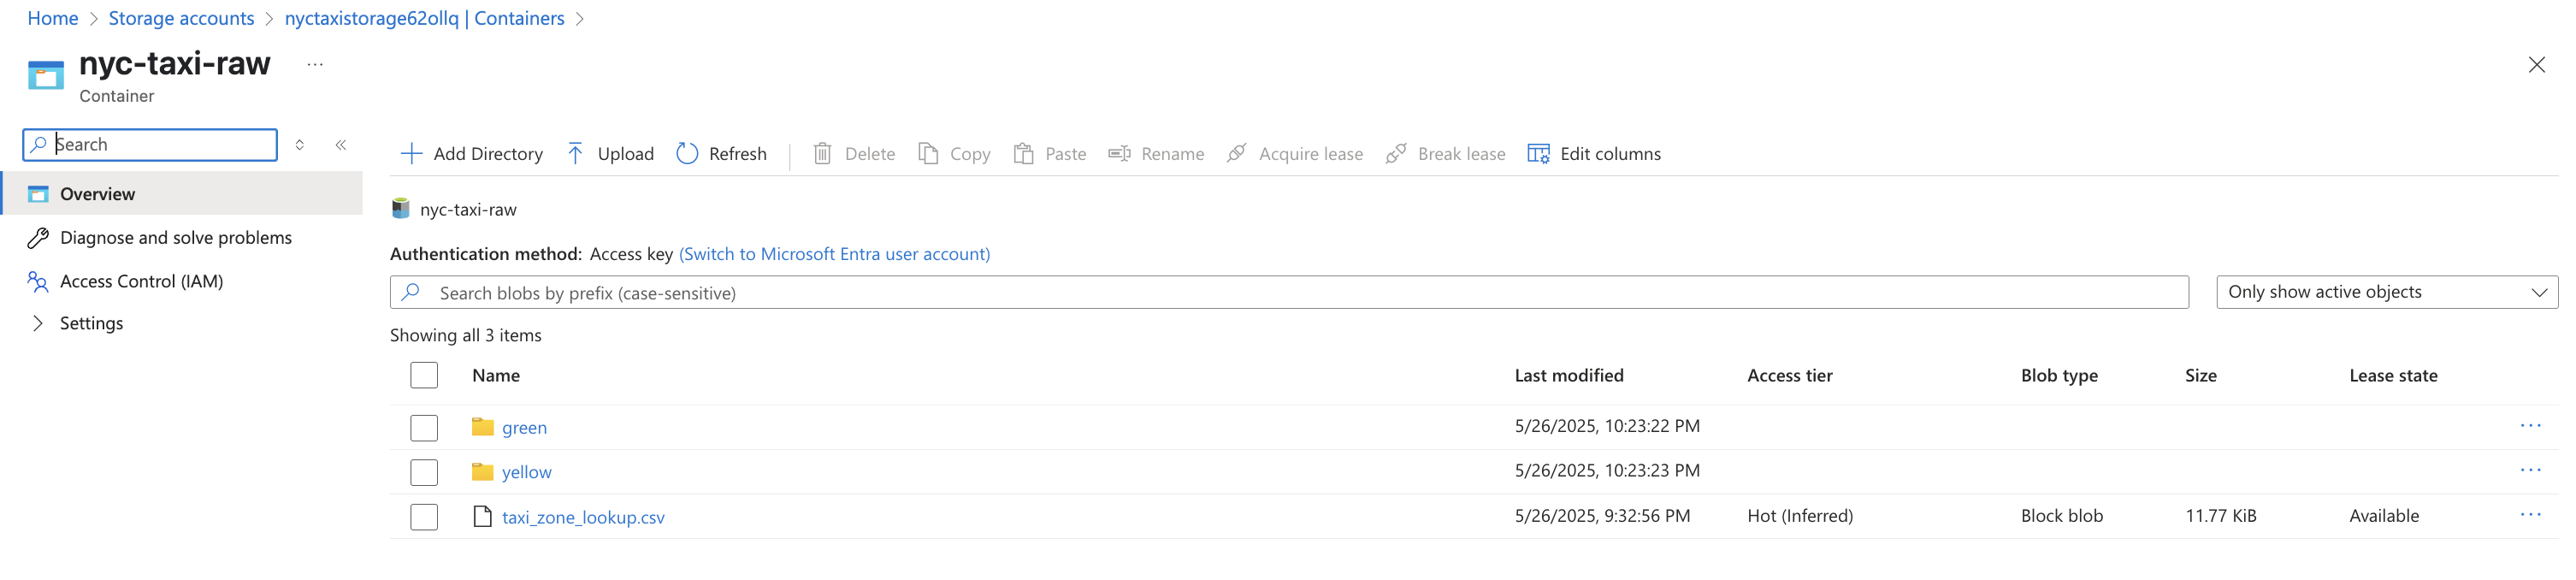 Home > Storage accounts > nyctaxistorage62ollq | Containers >
nyc-taxi-raw ...
Container
Search
Add Directory Upload Refresh Delete Copy Paste Rename Acquire lease Break lease Edit columns
Overview
Diagnose and solve problems
Access Control (IAM)
Settings
nyc-taxi-raw
Authentication method: Access key (Switch to Microsoft Entra user account)
Search blobs by prefix (case-sensitive) Only show active objects
Showing all 3 items
Name Last modified Access tier Blob type Size Lease state
green 5/26/2025, 10:23:22 PM ...
yellow 5/26/2025, 10:23:23 PM ...
taxi_zone_lookup.csv 5/26/2025, 9:32:56 PM Hot (Inferred) Block blob 11.77 KiB Available ...